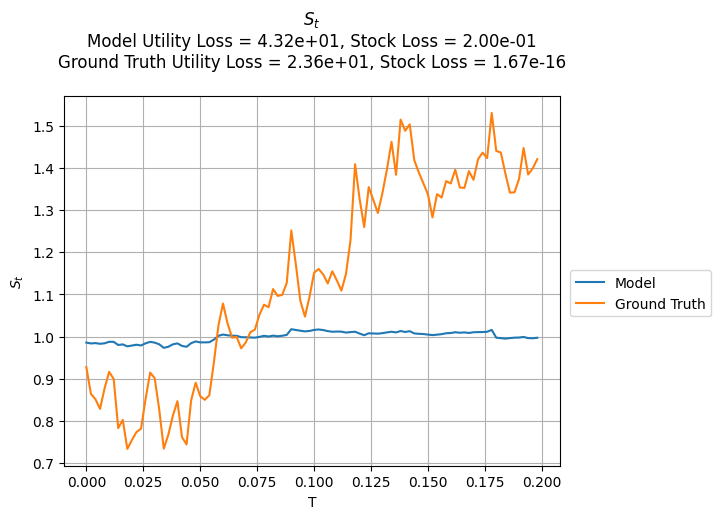 S_t
Model Utility Loss = 4.32e+01, Stock Loss = 2.00e-01
Ground Truth Utility Loss = 2.36e+01, Stock Loss = 1.67e-16
1.5
1.4
1.3
1.2
1.1
1.0
0.9
0.8
0.7
S_t
0.000 0.025 0.050 0.075 0.100 0.125 0.150 0.175 0.200
T
Model
Ground Truth